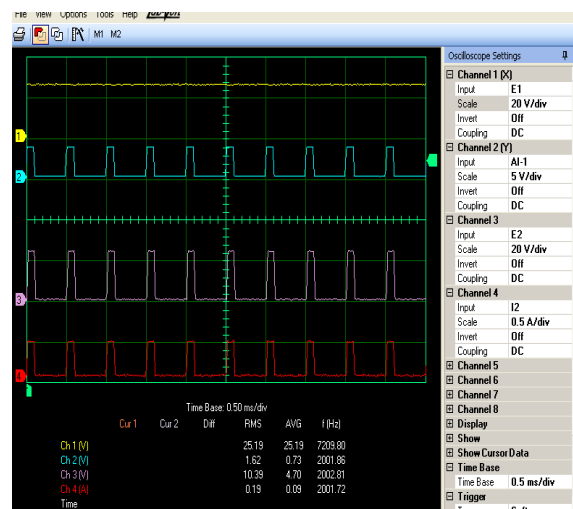 File View Options Tools Help Lab-Volt
M1 M2
1
2
3
4
Time Base: 0.50 ms/div
Cur 1 Cur 2 Diff RMS AVG f (Hz)
Ch 1 (V) 25.19 25.19 7209.80
Ch 2 (V) 1.62 0.73 2001.86
Ch 3 (V) 10.39 4.70 2002.81
Ch 4 (A) 0.19 0.09 2001.72
Time
Oscilloscope Settings
Channel 1 (X)
Input E1
Scale 20 V/div
Invert Off
Coupling DC
Channel 2 (Y)
Input AI-1
Scale 5 V/div
Invert Off
Coupling DC
Channel 3
Input E2
Scale 20 V/div
Invert Off
Coupling DC
Channel 4
Input I2
Scale 0.5 A/div
Invert Off
Coupling DC
Channel 5
Channel 6
Channel 7
Channel 8
Display
Show
Show Cursor Data
Time Base
Time Base 0.5 ms/div
Trigger